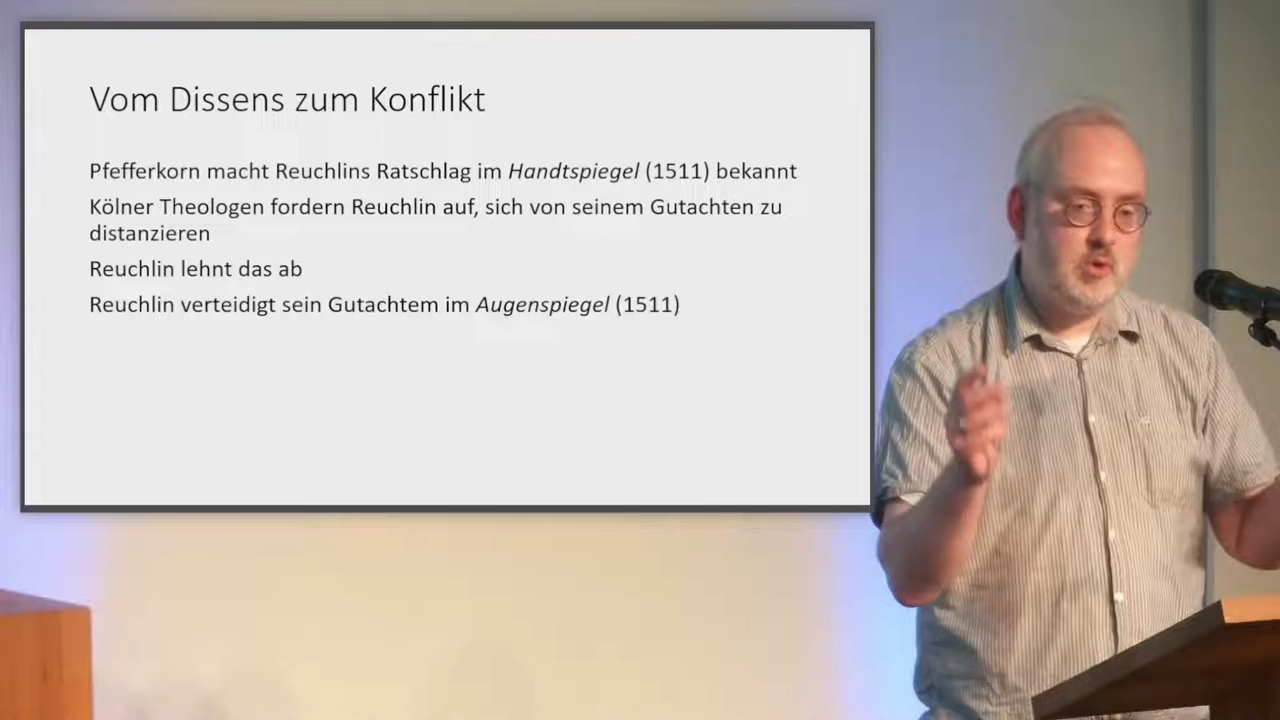 Vom Dissens zum Konflikt
Pfefferkorn macht Reuchlins Ratschlag im Handtspiegel (1511) bekannt
Kölner Theologen fordern Reuchlin auf, sich von seinem Gutachten zu
distanzieren
Reuchlin lehnt das ab
Reuchlin verteidigt sein Gutachtem im Augenspiegel (1511)